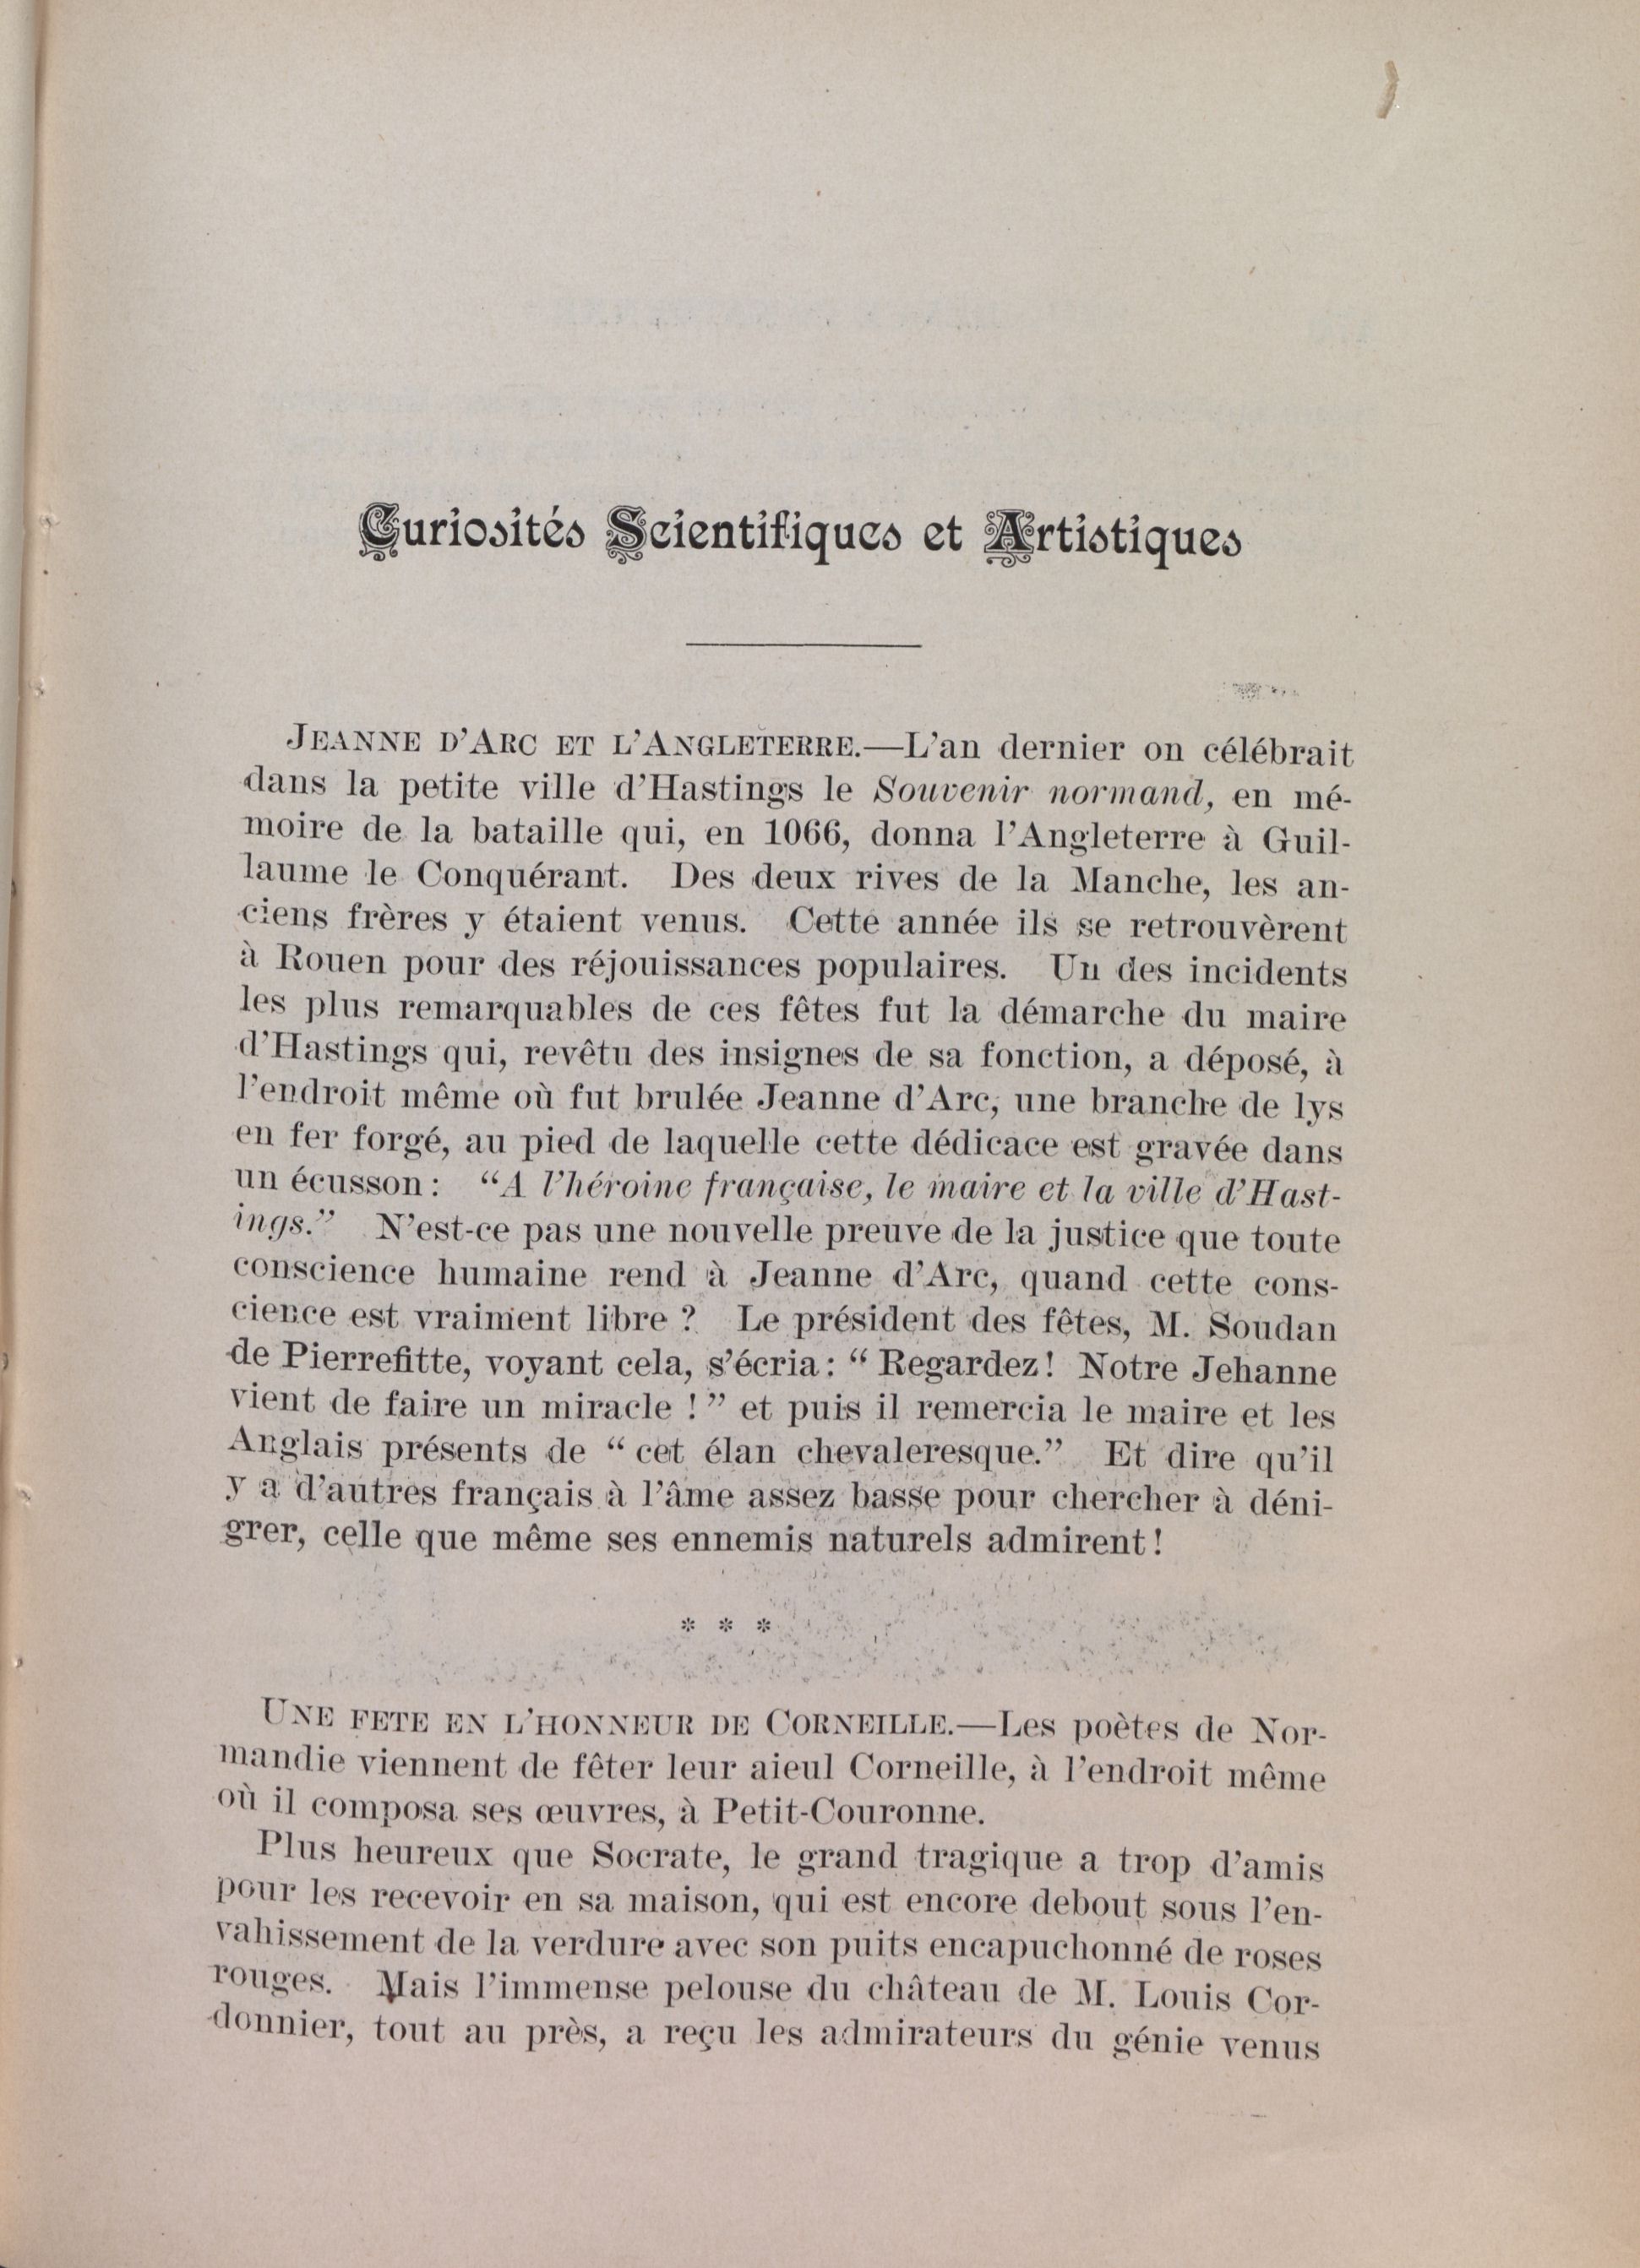 Curiosités Scientifiques et Artistiques
JEANNE D'ARC ET L'ANGLETERRE.—L'an dernier on célébrait
dans la petite ville d'Hastings le Souvenir normand, en mé-
moire de la bataille qui, en 1066, donna l'Angleterre à Guil-
laume le Conquérant. Des deux rives de la Manche, les an-
ciens frères y étaient venus. Cette année ils se retrouvèrent
à Rouen pour des réjouissances populaires. Un des incidents
les plus remarquables de ces fêtes fut la démarche du maire
d'Hastings qui, revêtu des insignes de sa fonction, a déposé, à
l'endroit même où fut brulée Jeanne d'Arc, une branche de lys
en fer forgé, au pied de laquelle cette dédicace est gravée dans
un écusson: “A l'héroine française, le maire et la ville d'Hast-
ings.” N'est-ce pas une nouvelle preuve de la justice que toute
conscience humaine rend à Jeanne d'Arc, quand cette cons-
cience est vraiment libre ? Le président des fêtes, M. Soudan
de Pierrefitte, voyant cela, s'écria: “ Regardez! Notre Jehanne
vient de faire un miracle ! ” et puis il remercia le maire et les
Anglais présents de “ cet élan chevaleresque.” Et dire qu'il
y a d'autres français à l'âme assez basse pour chercher à déni-
grer, celle que même ses ennemis naturels admirent!
* * *
UNE FETE EN L'HONNEUR DE CORNEILLE.—Les poètes de Nor-
mandie viennent de fêter leur aieul Corneille, à l'endroit même
où il composa ses œuvres, à Petit-Couronne.
Plus heureux que Socrate, le grand tragique a trop d'amis
pour les recevoir en sa maison, qui est encore debout sous l'en-
vahissement de la verdure avec son puits encapuchonné de roses
rouges. Mais l'immense pelouse du château de M. Louis Cor-
donnier, tout au près, a reçu les admirateurs du génie venus